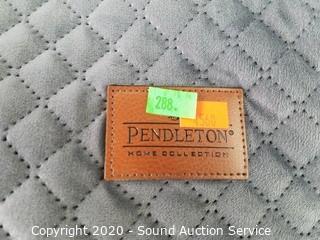 288.
PENDLETON®
HOME COLLECTION
Copyright 2020 - Sound Auction Service